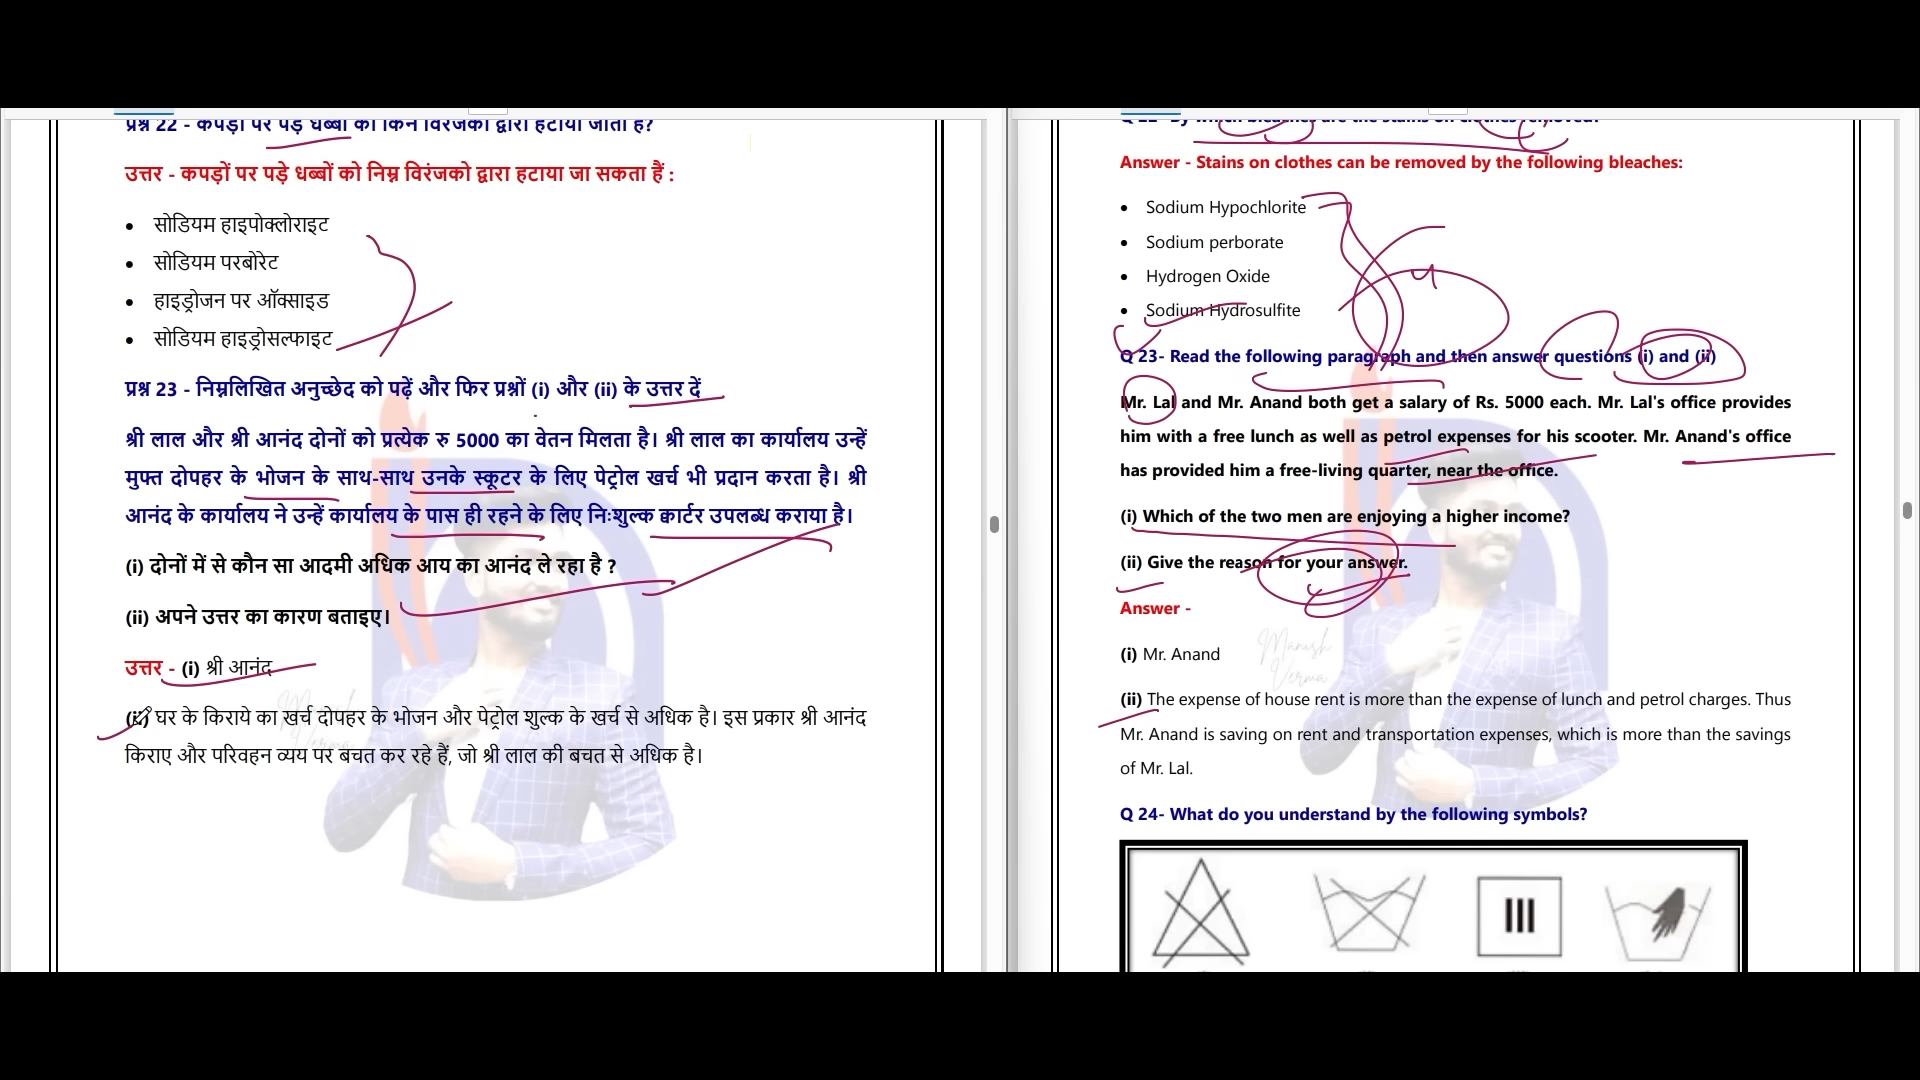 प्रश्न 22 - कपड़ों पर पड़े धब्बों को किन विरंजकों द्वारा हटाया जाता है?
उत्तर - कपड़ों पर पड़े धब्बों को निम्न विरंजको द्वारा हटाया जा सकता हैं :
• सोडियम हाइपोक्लोराइट
• सोडियम परबोरेट
• हाइड्रोजन पर ऑक्साइड
• सोडियम हाइड्रोसल्फाइट
प्रश्न 23 - निम्नलिखित अनुच्छेद को पढ़ें और फिर प्रश्नों (i) और (ii) के उत्तर दें
श्री लाल और श्री आनंद दोनों को प्रत्येक रु 5000 का वेतन मिलता है। श्री लाल का कार्यालय उन्हें
मुफ्त दोपहर के भोजन के साथ-साथ उनके स्कूटर के लिए पेट्रोल खर्च भी प्रदान करता है। श्री
आनंद के कार्यालय ने उन्हें कार्यालय के पास ही रहने के लिए निःशुल्क क्वार्टर उपलब्ध कराया है।
(i) दोनों में से कौन सा आदमी अधिक आय का आनंद ले रहा है ?
(ii) अपने उत्तर का कारण बताइए।
उत्तर - (i) श्री आनंद
(ii) घर के किराये का खर्च दोपहर के भोजन और पेट्रोल शुल्क के खर्च से अधिक है। इस प्रकार श्री आनंद
किराए और परिवहन व्यय पर बचत कर रहे हैं, जो श्री लाल की बचत से अधिक है।
Answer - Stains on clothes can be removed by the following bleaches:
• Sodium Hypochlorite
• Sodium perborate
• Hydrogen Oxide
• Sodium Hydrosulfite
Q 23- Read the following paragraph and then answer questions (i) and (ii)
Mr. Lal and Mr. Anand both get a salary of Rs. 5000 each. Mr. Lal's office provides
him with a free lunch as well as petrol expenses for his scooter. Mr. Anand's office
has provided him a free-living quarter, near the office.
(i) Which of the two men are enjoying a higher income?
(ii) Give the reason for your answer.
Answer -
(i) Mr. Anand
(ii) The expense of house rent is more than the expense of lunch and petrol charges. Thus
Mr. Anand is saving on rent and transportation expenses, which is more than the savings
of Mr. Lal.
Q 24- What do you understand by the following symbols?
Manish
Verma